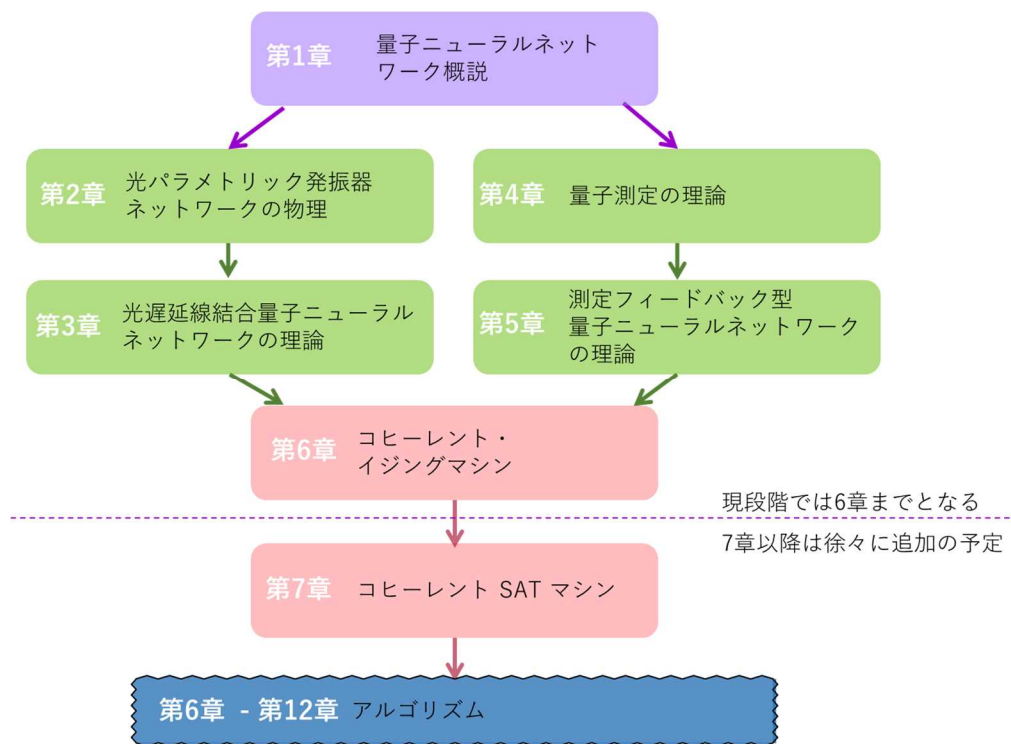 第1章
量子ニューラルネット
ワーク概説
第2章
光パラメトリック発振器
ネットワークの物理
第4章
量子測定の理論
第3章
光遅延線結合量子ニューラル
ネットワークの理論
第5章
測定フィードバック型
量子ニューラルネットワーク
の理論
第6章
コヒーレント・
イジングマシン
現段階では6章までとなる
7章以降は徐々に追加の予定
第7章
コヒーレント SAT マシン
第6章 - 第12章 アルゴリズム